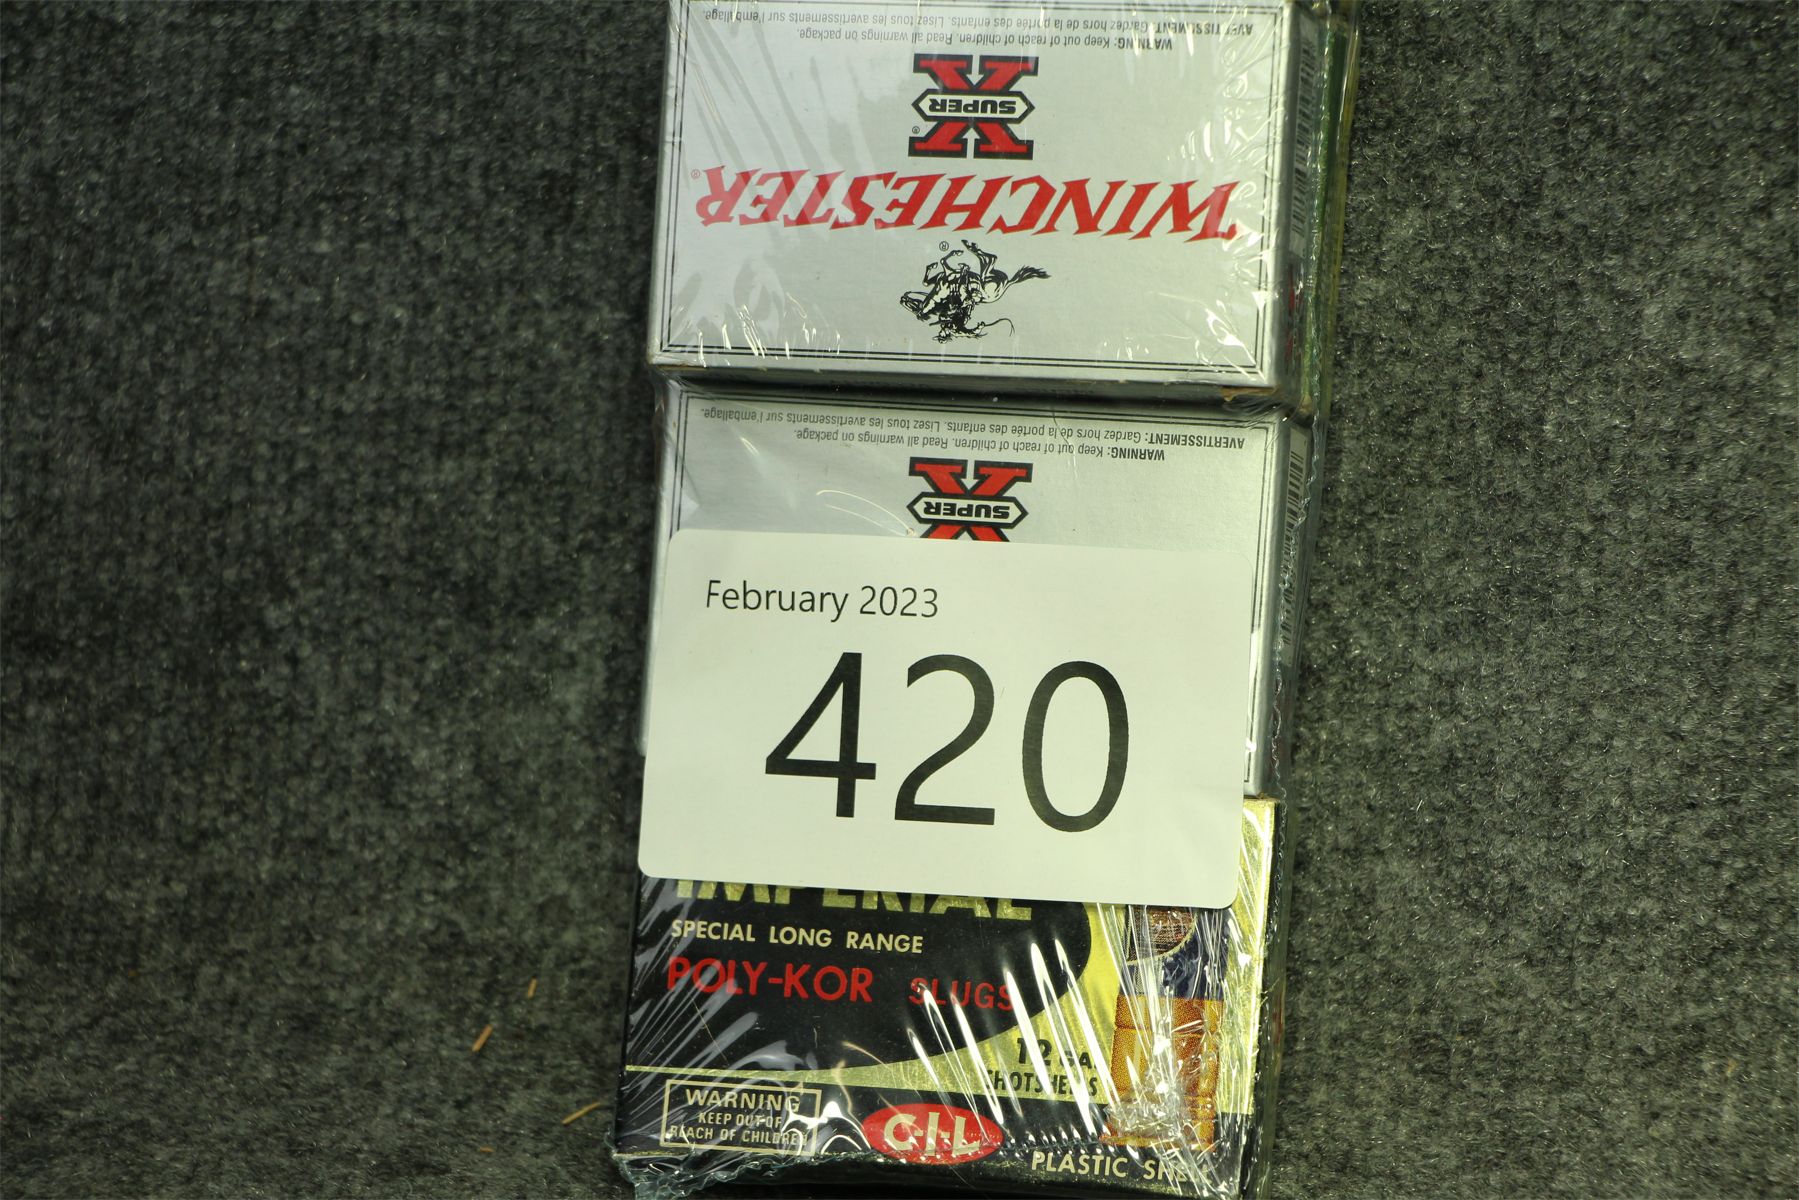 AVERTISSEMENT: Gardez hors de la portée des enfants. Lisez tous les avertissements sur l'emballage.
WARNING: Keep out of reach of children. Read all warnings on package.
SUPER X ®
WINCHESTER®
®
AVERTISSEMENT: Gardez hors de la portée des enfants. Lisez tous les avertissements sur l'emballage.
WARNING: Keep out of reach of children. Read all warnings on package.
SUPER X
February 2023
420
IMPERIAL
SPECIAL LONG RANGE
POLY-KOR SLUGS
12 GA.
SHOTSHELLS
WARNING
KEEP OUT OF
REACH OF CHILDREN
C-I-L
PLASTIC